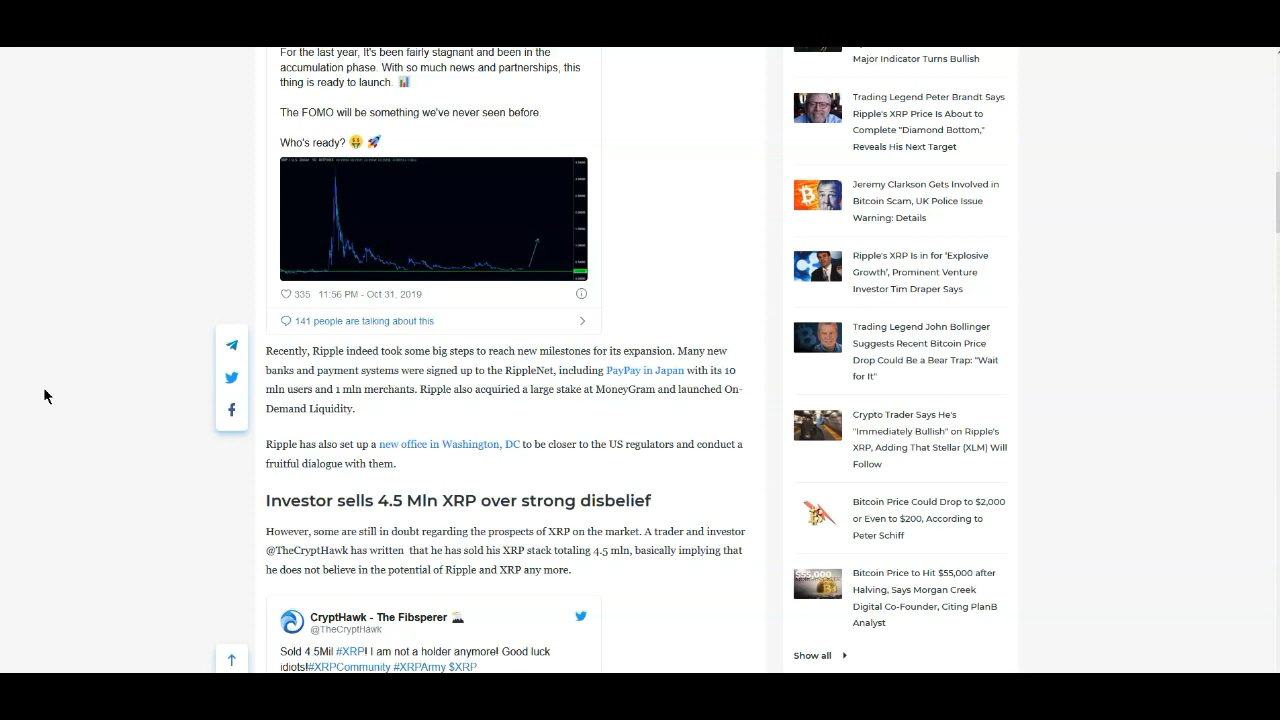 For the last year, It's been fairly stagnant and been in the
accumulation phase. With so much news and partnerships, this
thing is ready to launch.
The FOMO will be something we've never seen before.
Who's ready?
335 11:56 PM - Oct 31, 2019
141 people are talking about this
Recently, Ripple indeed took some big steps to reach new milestones for its expansion. Many new
banks and payment systems were signed up to the RippleNet, including PayPay in Japan with its 10
mln users and 1 mln merchants. Ripple also acquiried a large stake at MoneyGram and launched On-
Demand Liquidity.
Ripple has also set up a new office in Washington, DC to be closer to the US regulators and conduct a
fruitful dialogue with them.
Investor sells 4.5 Mln XRP over strong disbelief
However, some are still in doubt regarding the prospects of XRP on the market. A trader and investor
@TheCryptHawk has written that he has sold his XRP stack totaling 4.5 mln, basically implying that
he does not believe in the potential of Ripple and XRP any more.
CryptHawk - The Fibsperer
@TheCryptHawk
Sold 4 5Mil #XRP! I am not a holder anymore! Good luck
idiots!#XRPCommunity #XRPArmy $XRP
Major Indicator Turns Bullish
Trading Legend Peter Brandt Says
Ripple's XRP Price Is About to
Complete "Diamond Bottom,"
Reveals His Next Target
Jeremy Clarkson Gets Involved in
Bitcoin Scam, UK Police Issue
Warning: Details
Ripple's XRP Is in for 'Explosive
Growth', Prominent Venture
Investor Tim Draper Says
Trading Legend John Bollinger
Suggests Recent Bitcoin Price
Drop Could Be a Bear Trap: "Wait
for It"
Crypto Trader Says He's
"Immediately Bullish" on Ripple's
XRP, Adding That Stellar (XLM) Will
Follow
Bitcoin Price Could Drop to $2,000
or Even to $200, According to
Peter Schiff
$55,000
Bitcoin Price to Hit $55,000 after
Halving, Says Morgan Creek
Digital Co-Founder, Citing PlanB
Analyst
Show all